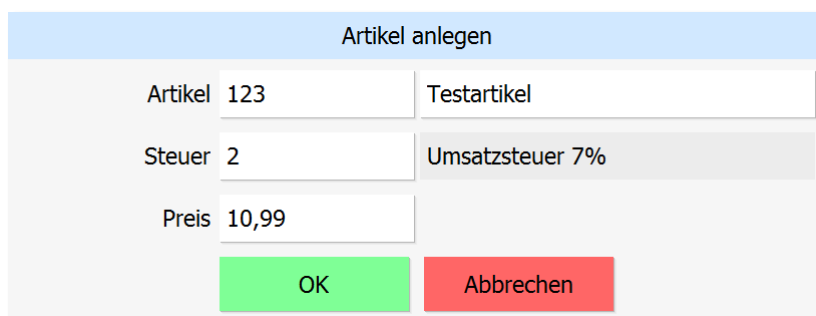 Artikel anlegen
Artikel 123 Testartikel
Steuer 2 Umsatzsteuer 7%
Preis 10,99
OK Abbrechen